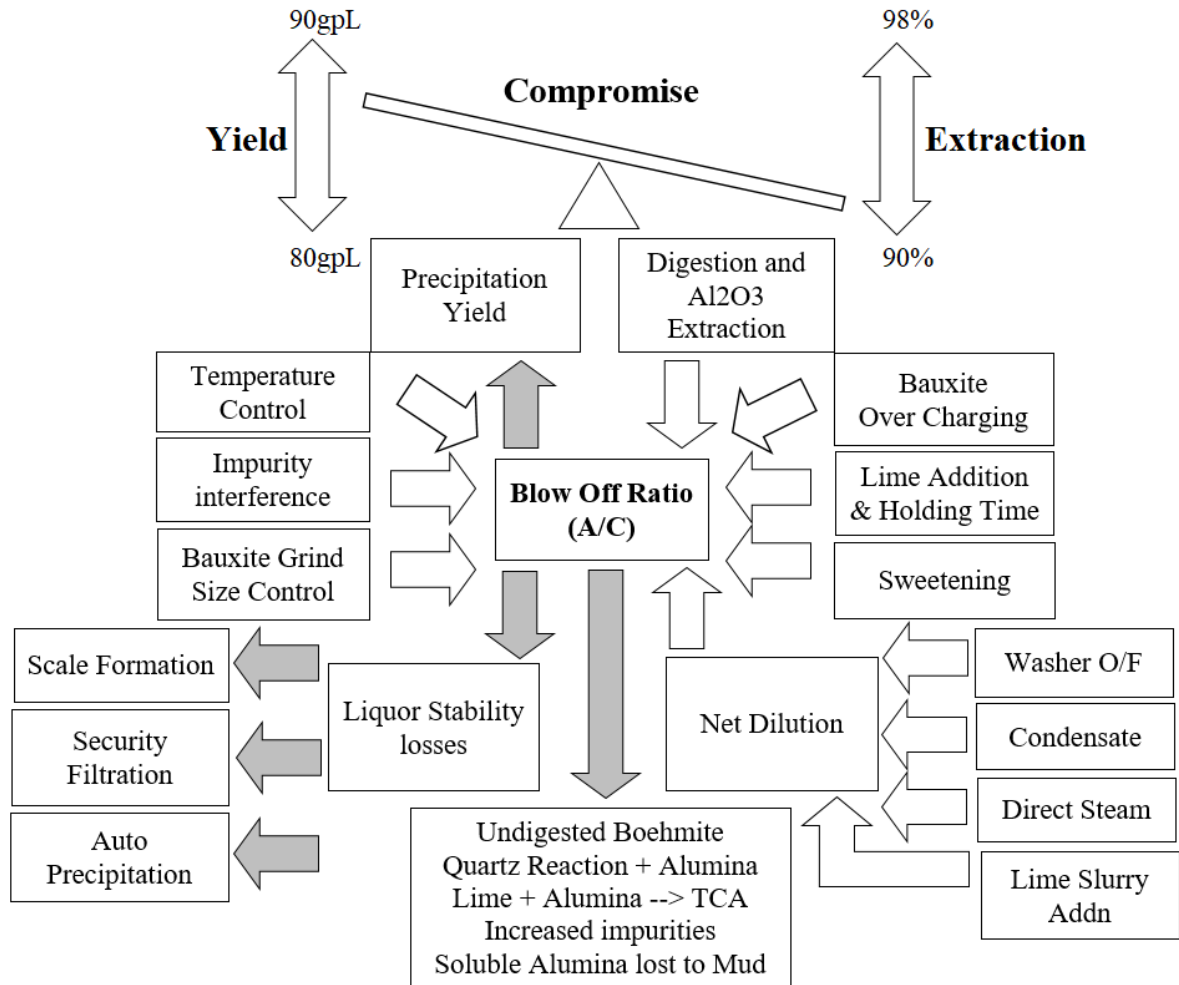 90gpL
98%
Compromise
Yield
Extraction
80gpL
90%
Precipitation
Yield
Digestion and
Al2O3
Extraction
Temperature
Control
Bauxite
Over Charging
Impurity
interference
Blow Off Ratio
(A/C)
Lime Addition
& Holding Time
Bauxite Grind
Size Control
Sweetening
Scale Formation
Liquor Stability
losses
Net Dilution
Washer O/F
Security
Filtration
Condensate
Auto
Precipitation
Direct Steam
Undigested Boehmite
Quartz Reaction + Alumina
Lime + Alumina --> TCA
Increased impurities
Soluble Alumina lost to Mud
Lime Slurry
Addn